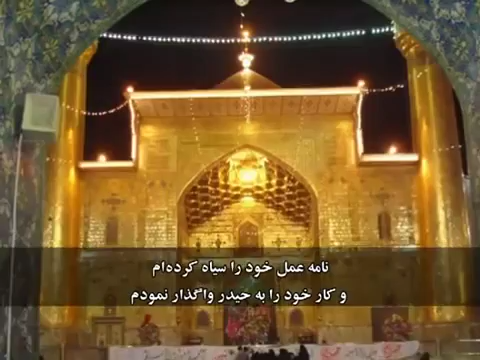 نامه عمل خود را سیاه کرده‌ام
و کار خود را به حیدر واگذار نمودم